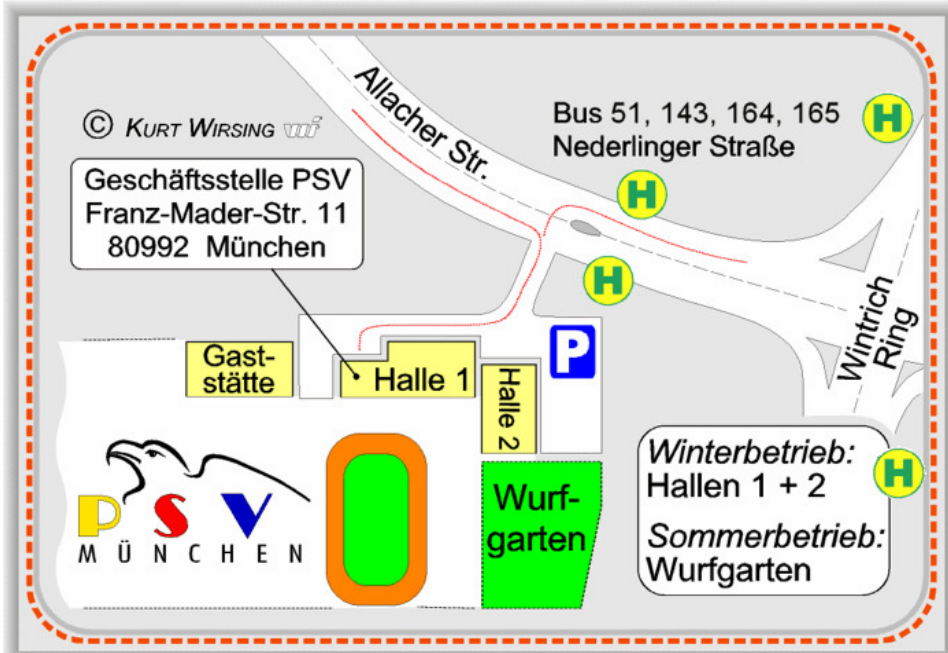 Allacher Str.
© KURT WIRSING
Bus 51, 143, 164, 165
Nederlinger Straße
H
H
H
Geschäftsstelle PSV
Franz-Mader-Str. 11
80992 München
Wintrich
Ring
P
Gast-
stätte
Halle 1
Halle 2
Winterbetrieb:
Hallen 1 + 2
Sommerbetrieb:
Wurfgarten
H
PSV
MÜNCHEN
Wurf-
garten